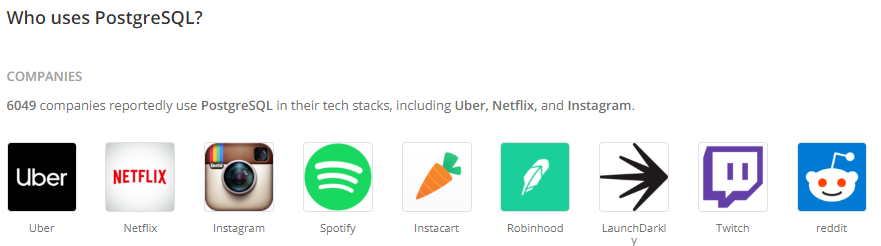 Who uses PostgreSQL?
COMPANIES
6049 companies reportedly use PostgreSQL in their tech stacks, including Uber, Netflix, and Instagram.
Uber
NETFLIX
Uber
Netflix
Instagram
Spotify
Instacart
Robinhood
LaunchDarkl
y
Twitch
reddit